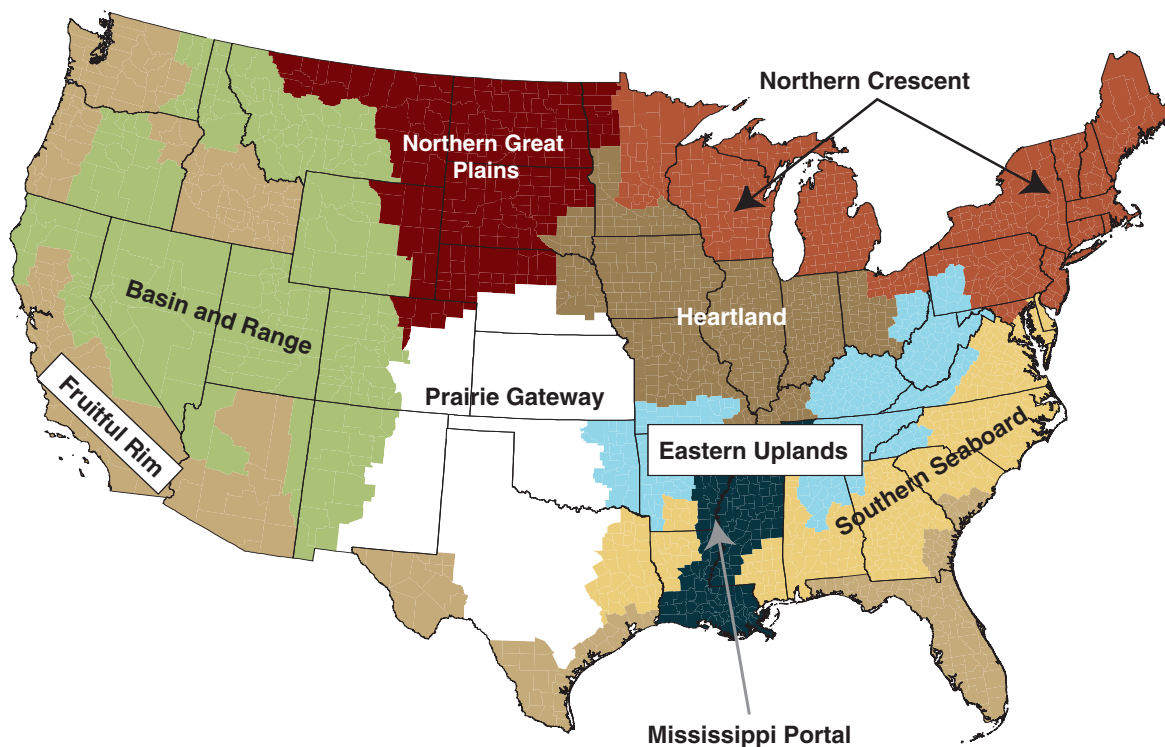 Northern Crescent
Northern Great
Plains
Basin and Range
Heartland
Fruitful Rim
Prairie Gateway
Eastern Uplands
Southern Seaboard
Mississippi Portal